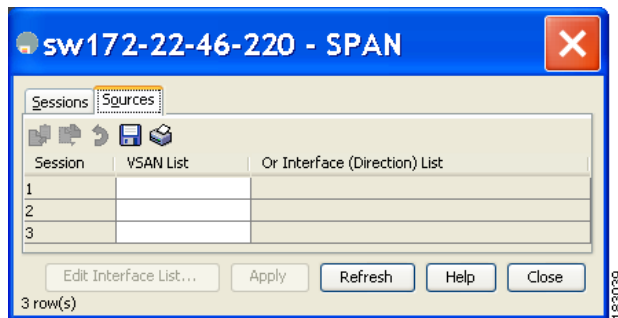 sw172-22-46-220 - SPAN
Sessions Sources
Session VSAN List Or Interface (Direction) List
1
2
3
Edit Interface List... Apply Refresh Help Close
3 row(s)
183039